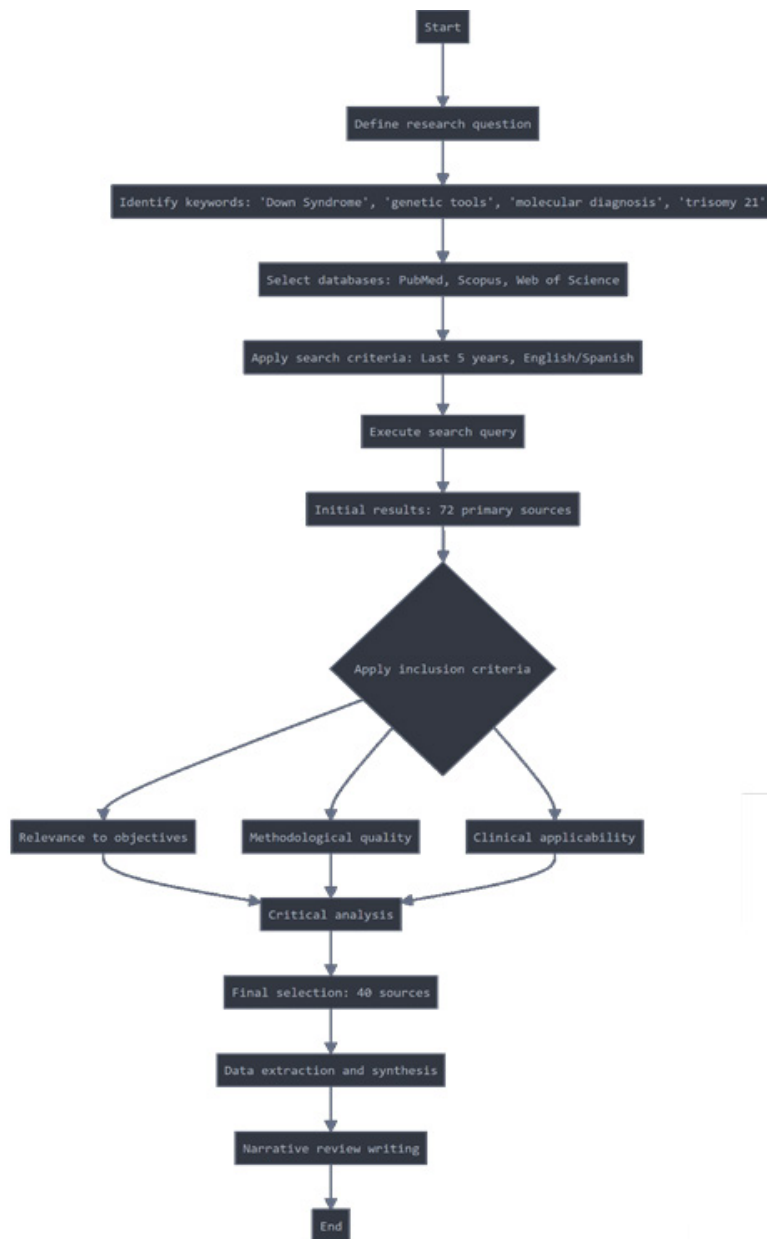 Start
Define research question
Identify keywords: 'Down Syndrome', 'genetic tools', 'molecular diagnosis', 'trisomy 21'
Select databases: PubMed, Scopus, Web of Science
Apply search criteria: Last 5 years, English/Spanish
Execute search query
Initial results: 72 primary sources
Apply inclusion criteria
Relevance to objectives
Methodological quality
Clinical applicability
Critical analysis
Final selection: 40 sources
Data extraction and synthesis
Narrative review writing
End